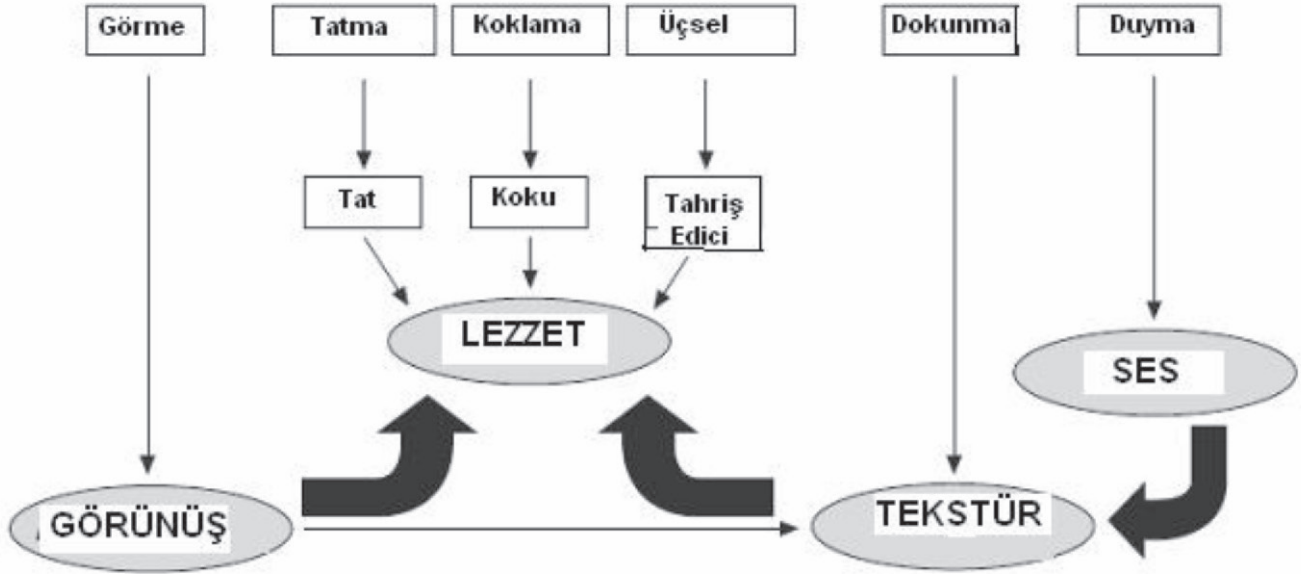 Görme
Tatma
Koklama
Üçsel
Dokunma
Duyma
Tat
Koku
Tahriş
Edici
LEZZET
SES
GÖRÜNÜŞ
TEKSTÜR